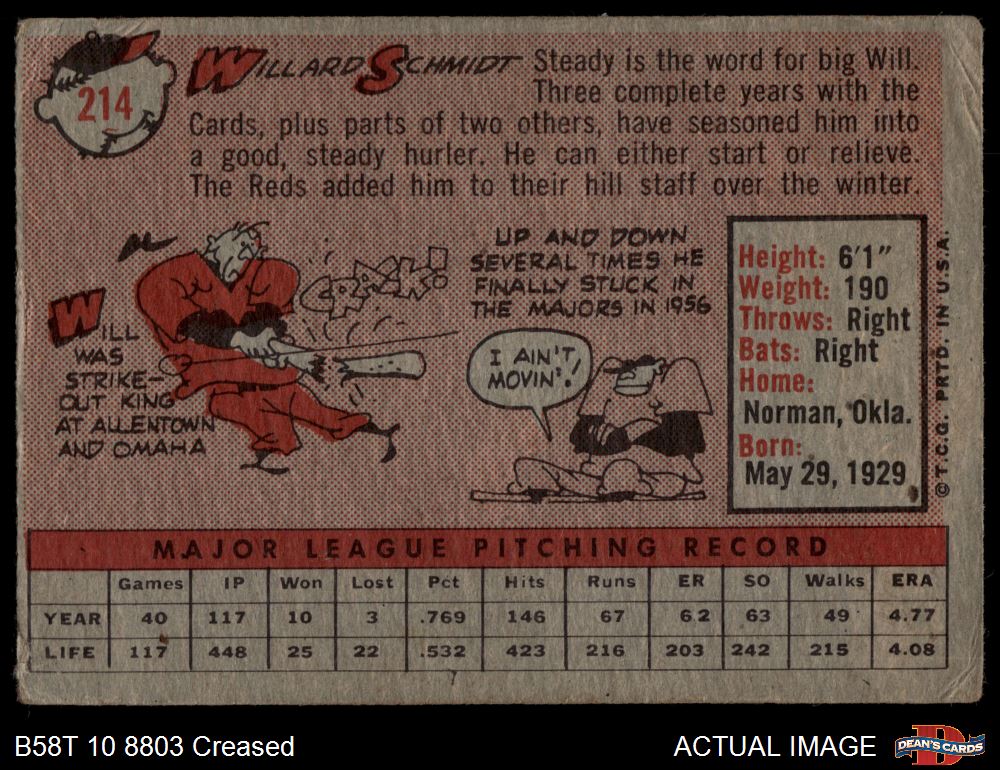 214
WILLARD SCHMIDT
Steady is the word for big Will.
Three complete years with the
Cards, plus parts of two others, have seasoned him into
a good, steady hurler. He can either start or relieve.
The Reds added him to their hill staff over the winter.
WILL
WAS
STRIKE-
OUT KING
AT ALLENTOWN
AND OMAHA
CRACK!
UP AND DOWN
SEVERAL TIMES HE
FINALLY STUCK IN
THE MAJORS IN 1956
I AIN'T
MOVIN'!
Height: 6'1"
Weight: 190
Throws: Right
Bats: Right
Home:
Norman, Okla.
Born:
May 29, 1929
© T.C.G. PRTD. IN U.S.A.
MAJOR LEAGUE PITCHING RECORD
Games IP Won Lost Pct Hits Runs ER SO Walks ERA
YEAR 40 117 10 3 .769 146 67 62 63 49 4.77
LIFE 117 448 25 22 .532 423 216 203 242 215 4.08
B58T 10 8803 Creased
ACTUAL IMAGE
DEAN'S CARDS